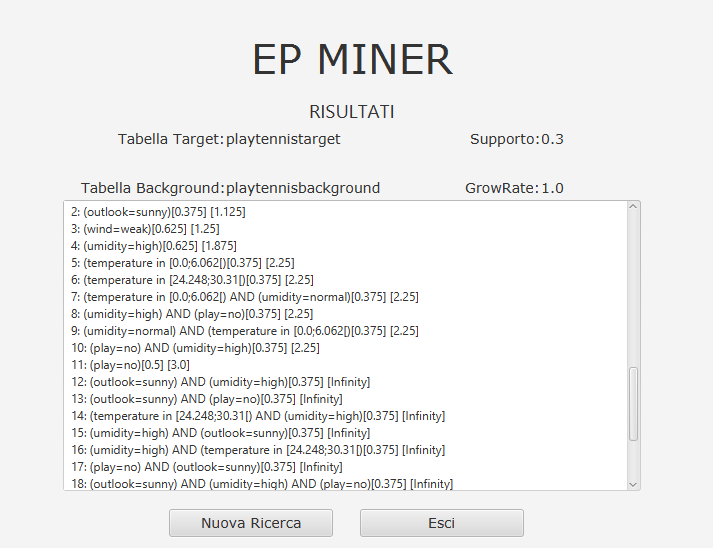 EP MINER
RISULTATI
Tabella Target:playtennistarget Supporto:0.3
Tabella Background:playtennisbackground GrowRate:1.0
2: (outlook=sunny)[0.375] [1.125]
3: (wind=weak)[0.625] [1.25]
4: (umidity=high)[0.625] [1.875]
5: (temperature in [0.0;6.062[)[0.375] [2.25]
6: (temperature in [24.248;30.31[)[0.375] [2.25]
7: (temperature in [0.0;6.062[) AND (umidity=normal)[0.375] [2.25]
8: (umidity=high) AND (play=no)[0.375] [2.25]
9: (umidity=normal) AND (temperature in [0.0;6.062[)[0.375] [2.25]
10: (play=no) AND (umidity=high)[0.375] [2.25]
11: (play=no)[0.5] [3.0]
12: (outlook=sunny) AND (umidity=high)[0.375] [Infinity]
13: (outlook=sunny) AND (play=no)[0.375] [Infinity]
14: (temperature in [24.248;30.31[) AND (umidity=high)[0.375] [Infinity]
15: (umidity=high) AND (outlook=sunny)[0.375] [Infinity]
16: (umidity=high) AND (temperature in [24.248;30.31[)[0.375] [Infinity]
17: (play=no) AND (outlook=sunny)[0.375] [Infinity]
18: (outlook=sunny) AND (umidity=high) AND (play=no)[0.375] [Infinity]
Nuova Ricerca Esci